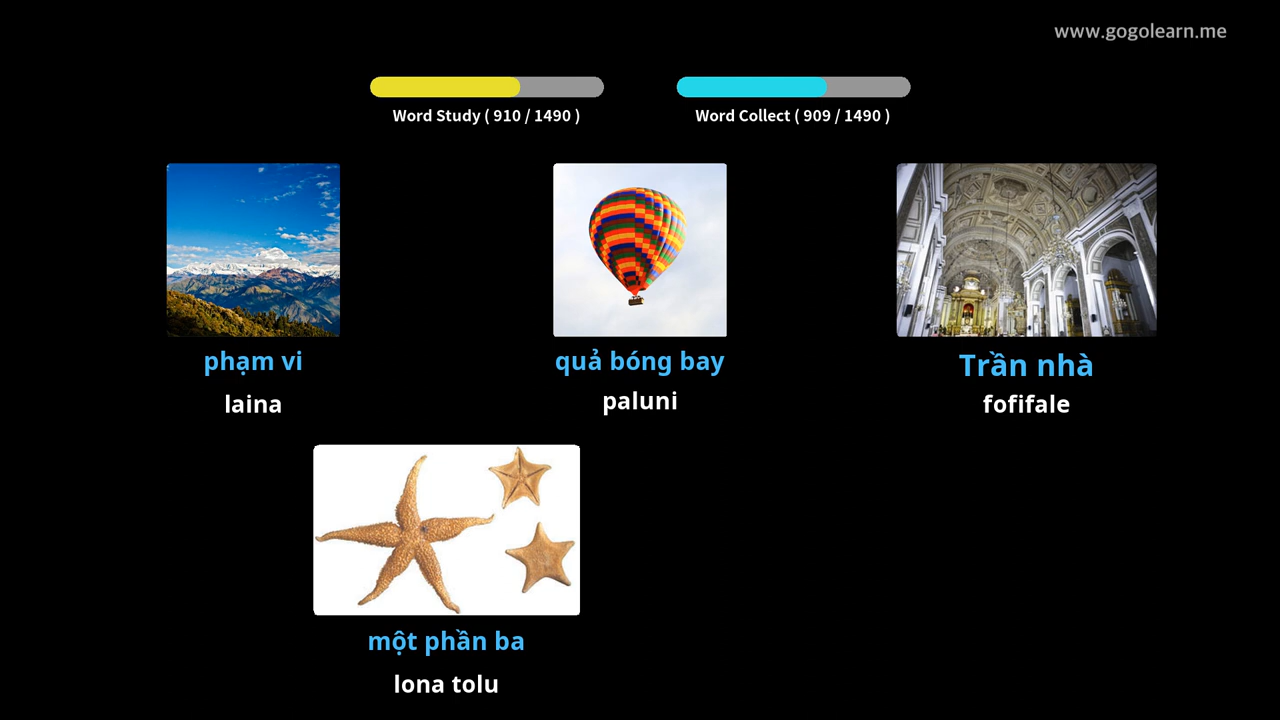 www.gogolearn.me
Word Study ( 910 / 1490 )
Word Collect ( 909 / 1490 )
phạm vi
laina
quả bóng bay
paluni
Trần nhà
fofifale
một phần ba
lona tolu